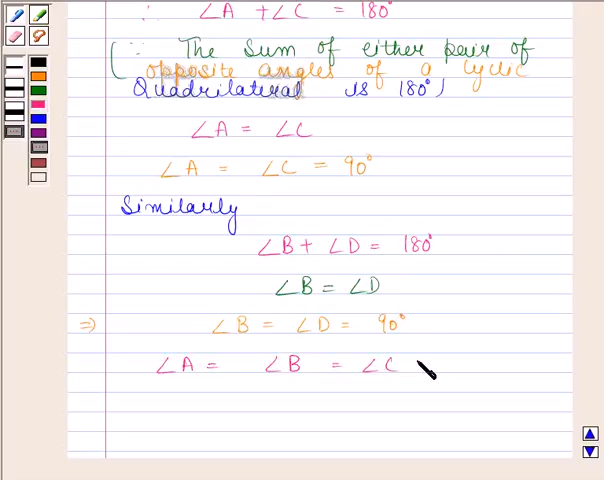 ∴ ∠A + ∠C = 180°
(∵ The Sum of either pair of
opposite angles of a cyclic
Quadrilateral is 180°)
∠A = ∠C
∠A = ∠C = 90°
Similarly
∠B + ∠D = 180°
∠B = ∠D
⇒ ∠B = ∠D = 90°
∠A = ∠B = ∠C